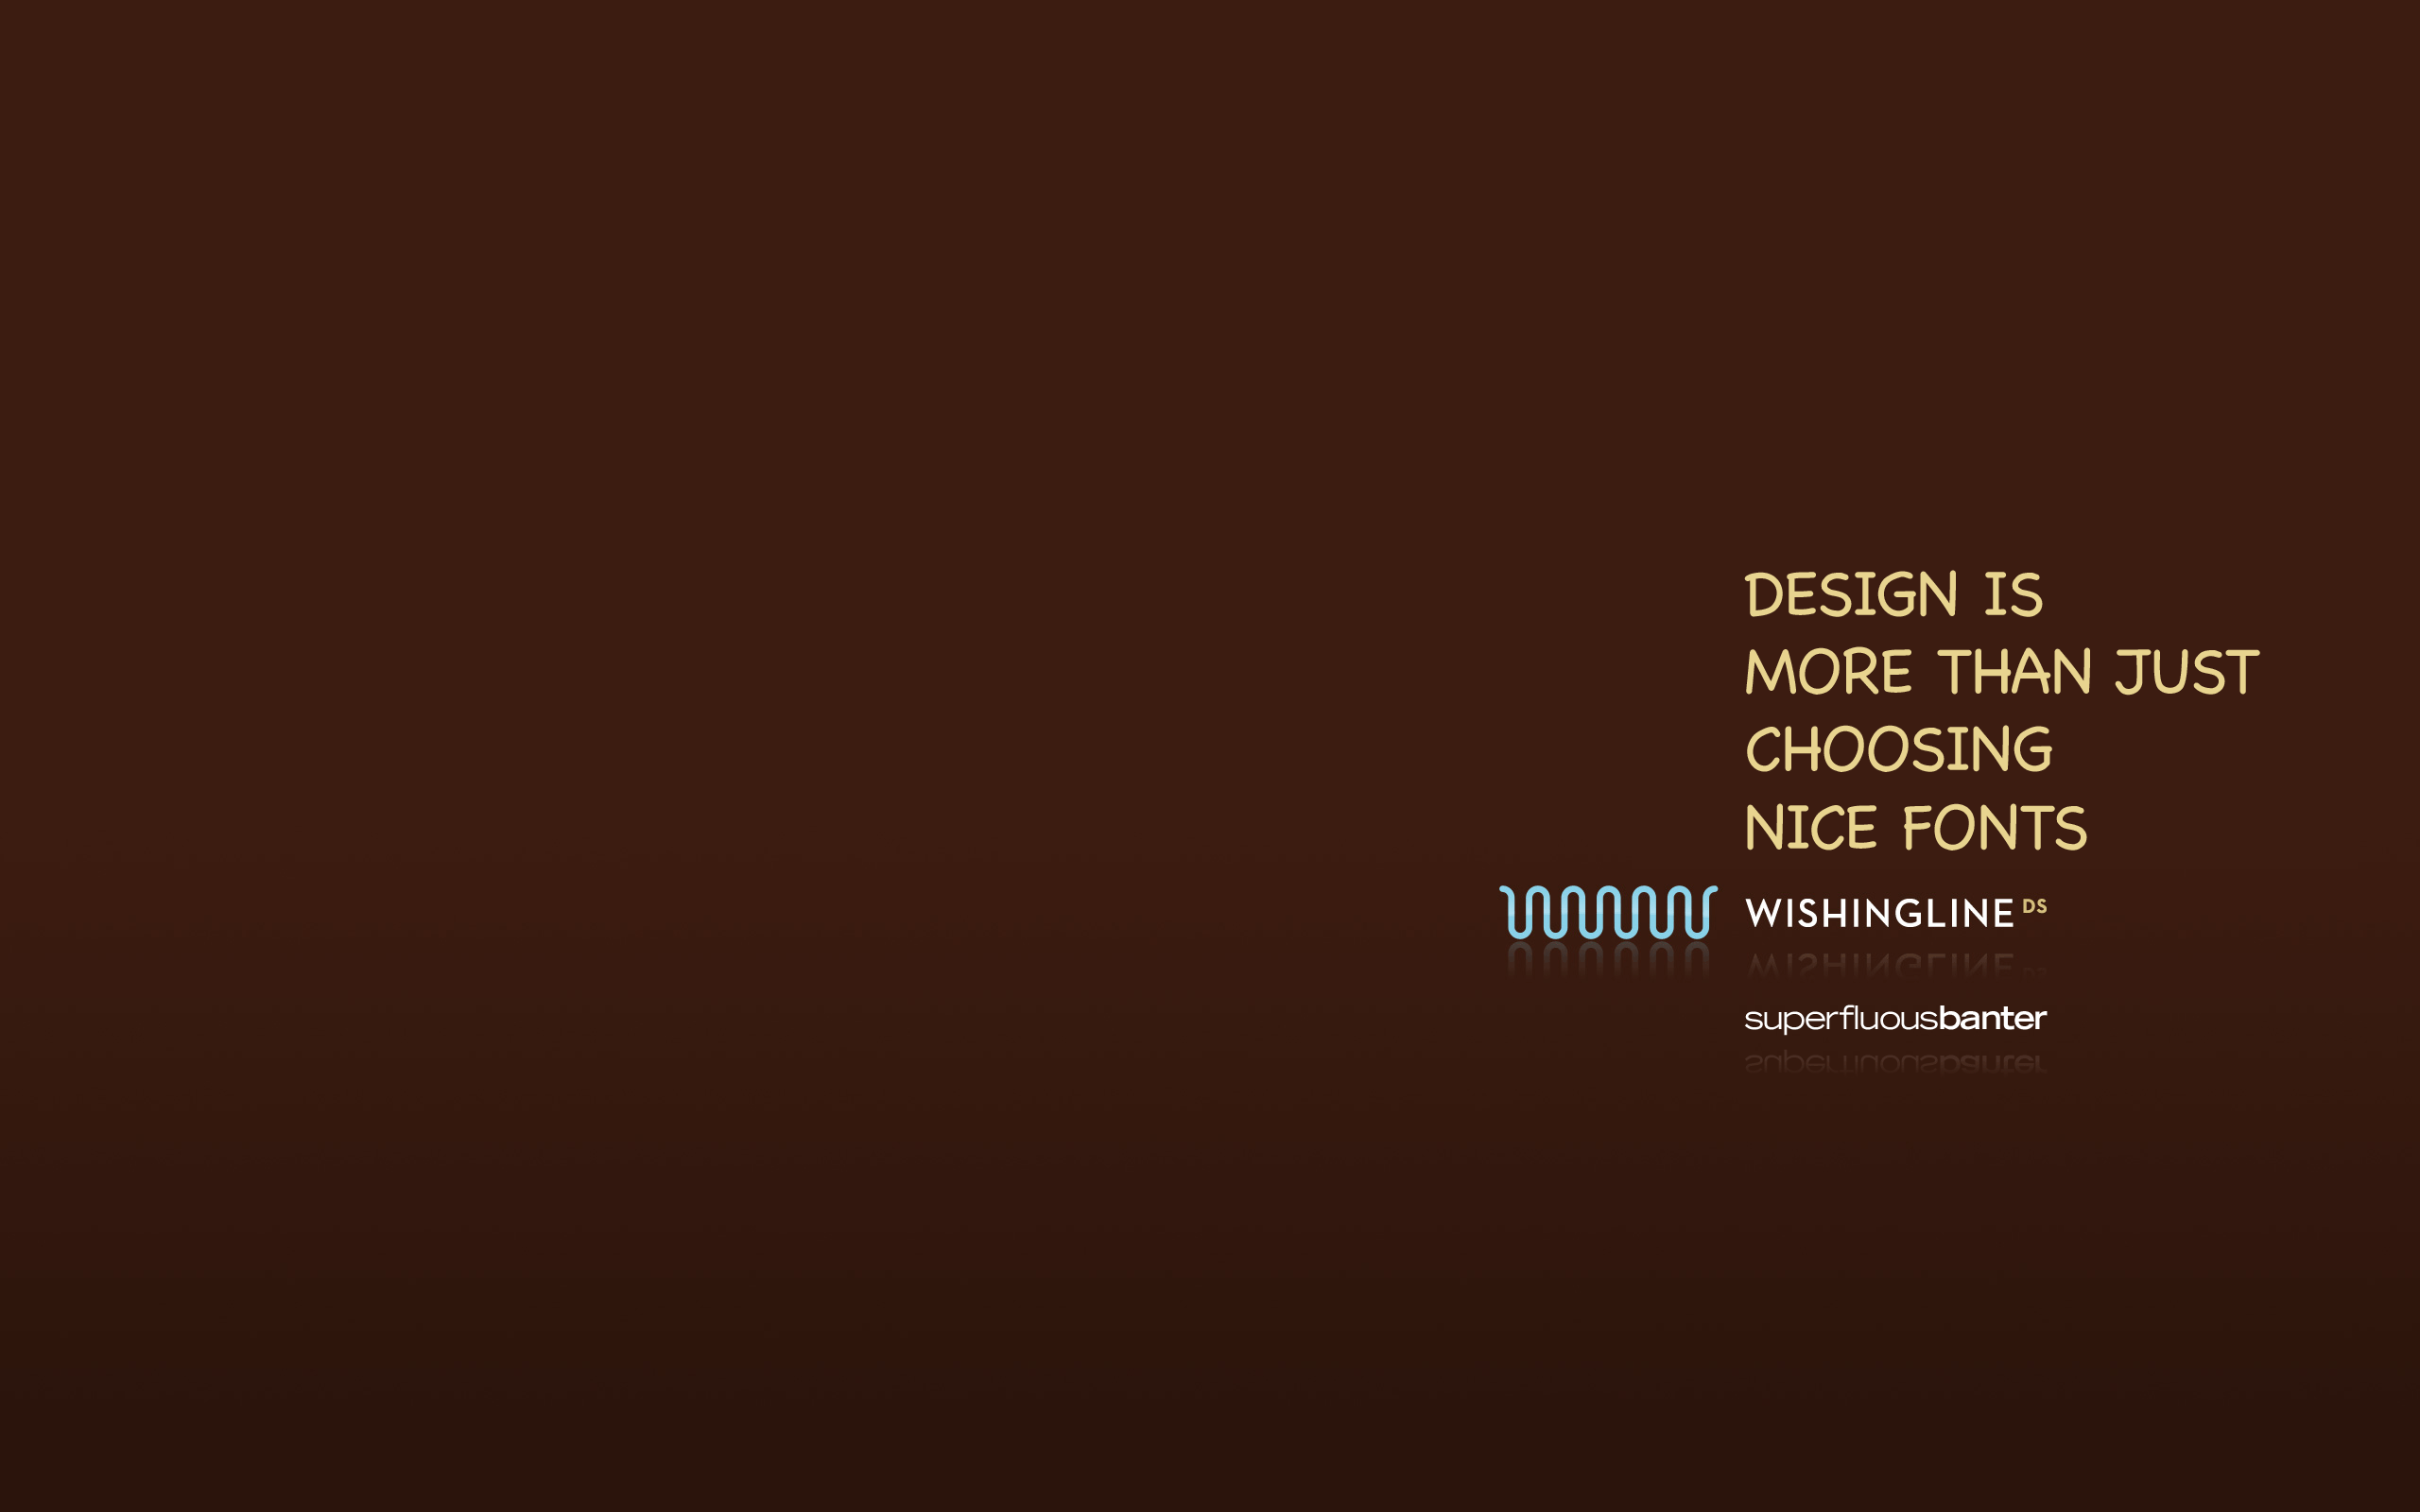 DESIGN IS
MORE THAN JUST
CHOOSING
NICE FONTS
WISHINGLINE DS
superfluousbanter